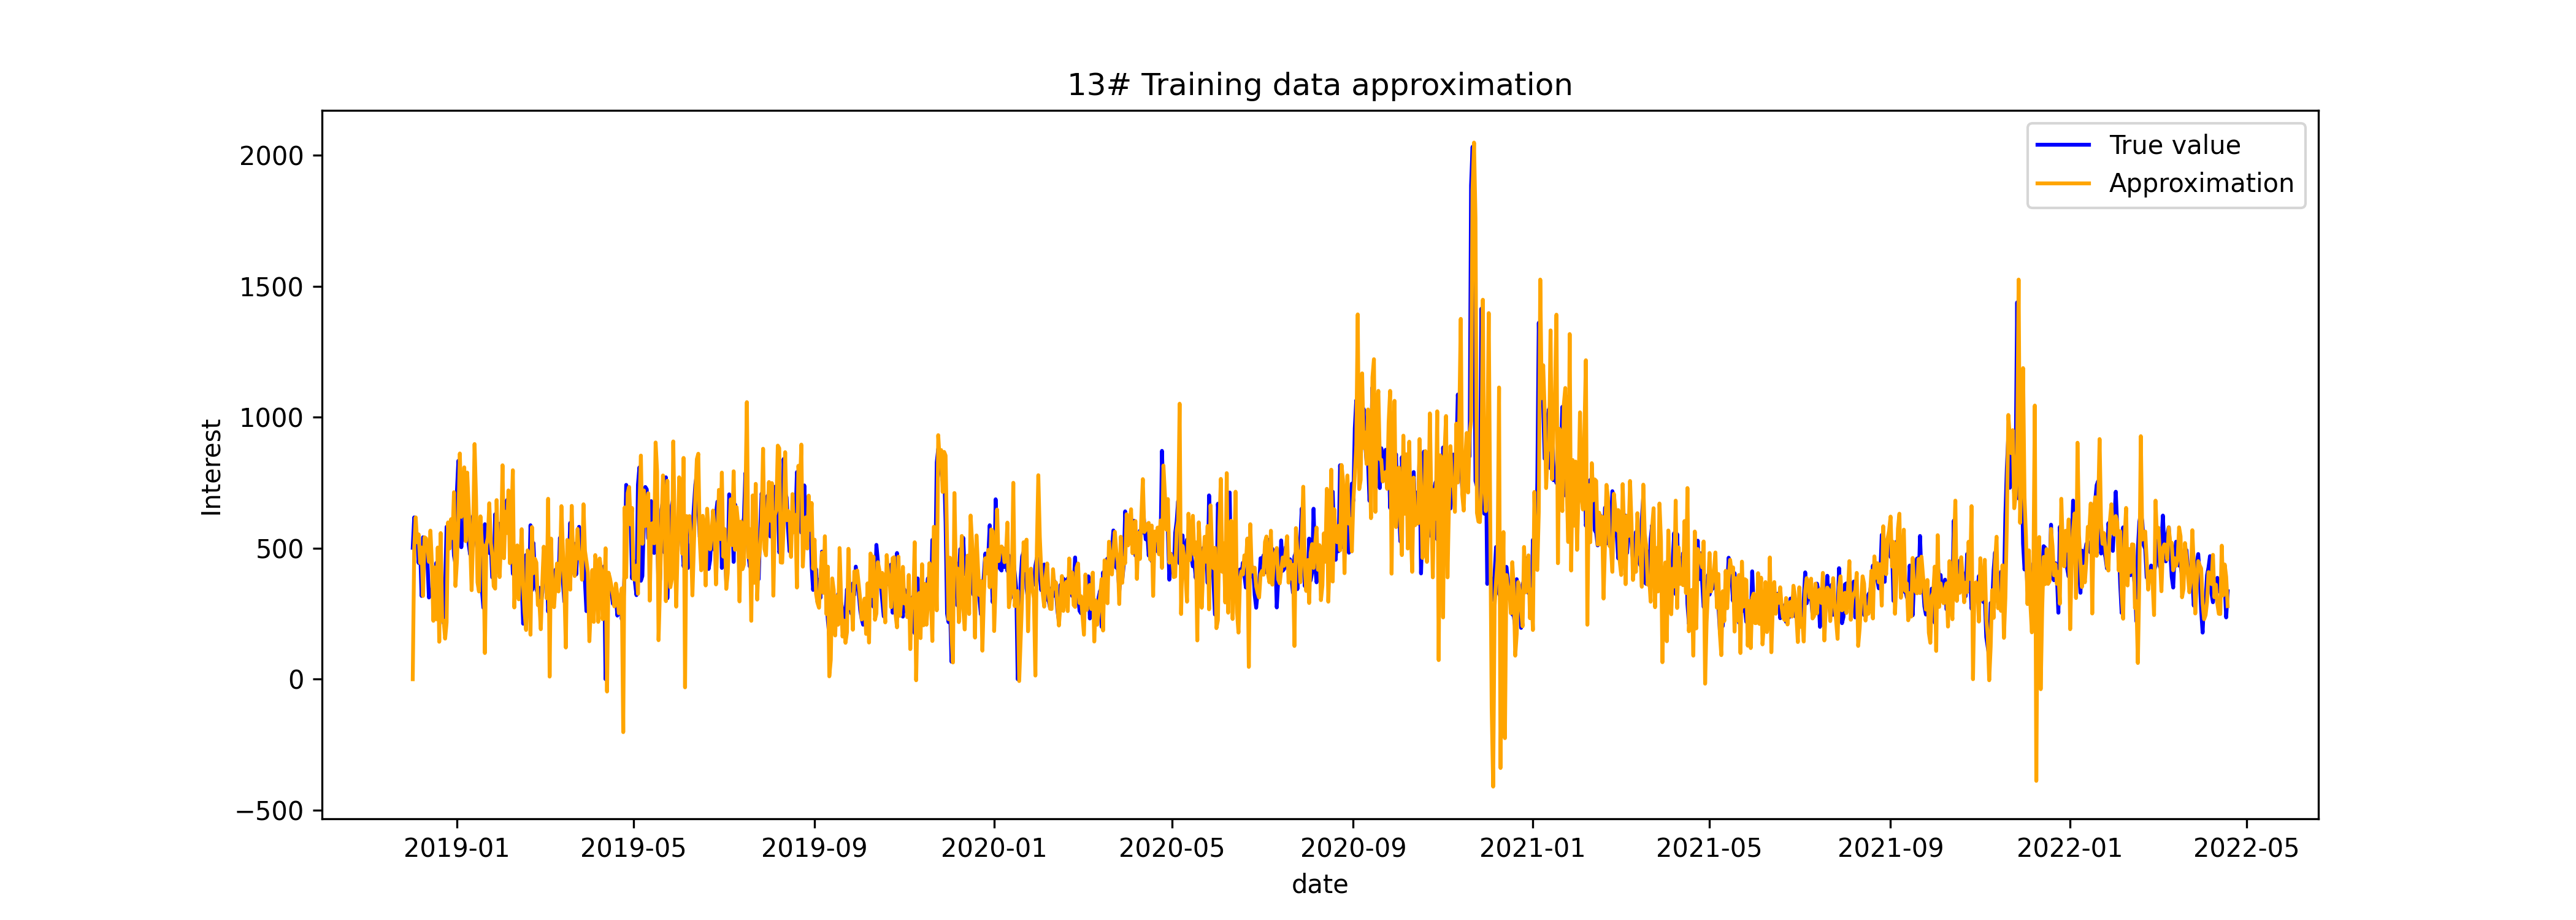 13# Training data approximation
True value
Approximation
2000
1500
1000
500
0
−500
Interest
2019-01 2019-05 2019-09 2020-01 2020-05 2020-09 2021-01 2021-05 2021-09 2022-01 2022-05
date